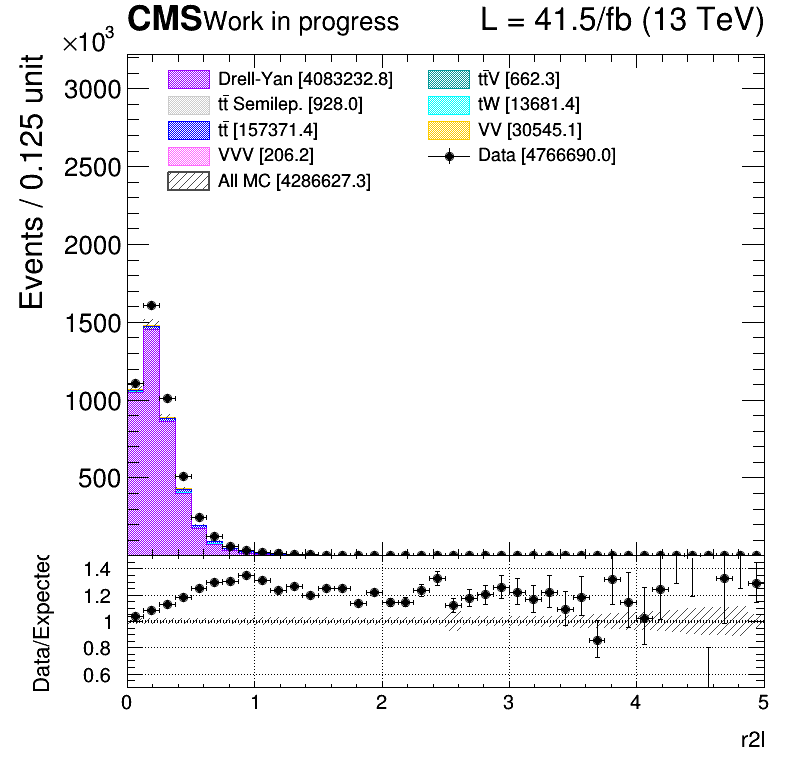 CMS Work in progress L = 41.5/fb (13 TeV)
×10³
Drell-Yan [4083232.8] tt̄V [662.3]
tt̄ Semilep. [928.0] tW [13681.4]
tt̄ [157371.4] VV [30545.1]
VVV [206.2] Data [4766690.0]
All MC [4286627.3]
Events / 0.125 unit
3000
2500
2000
1500
1000
500
Data/Expected
1.4
1.2
1
0.8
0.6
0 1 2 3 4 5
r2l